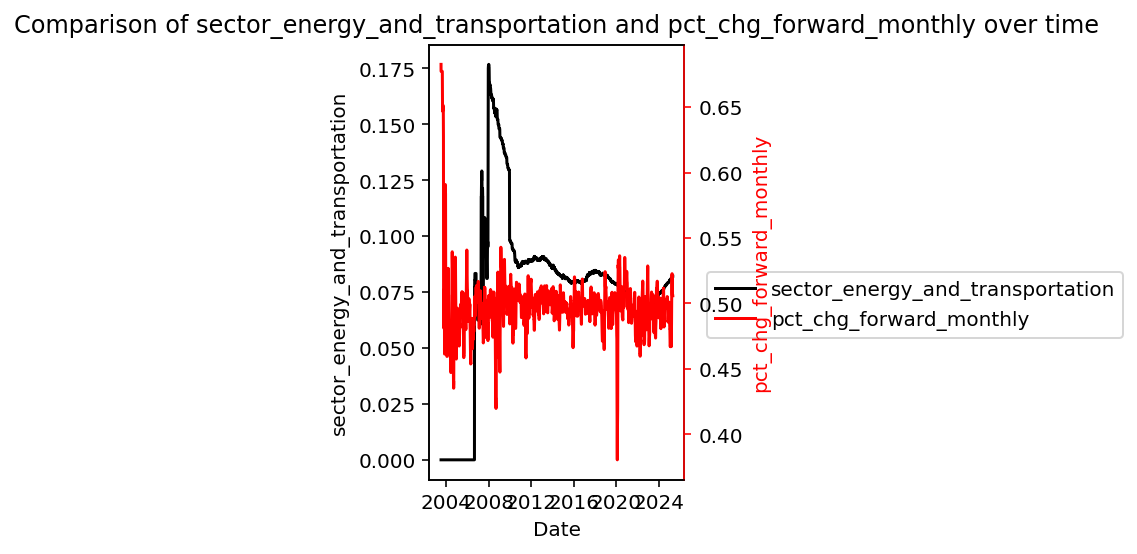 Comparison of sector_energy_and_transportation and pct_chg_forward_monthly over time
sector_energy_and_transportation
0.175
0.150
0.125
0.100
0.075
0.050
0.025
0.000
0.65
0.60
0.55
0.50
0.45
0.40
pct_chg_forward_monthly
sector_energy_and_transportation
pct_chg_forward_monthly
2004 2008 2012 2016 2020 2024
Date